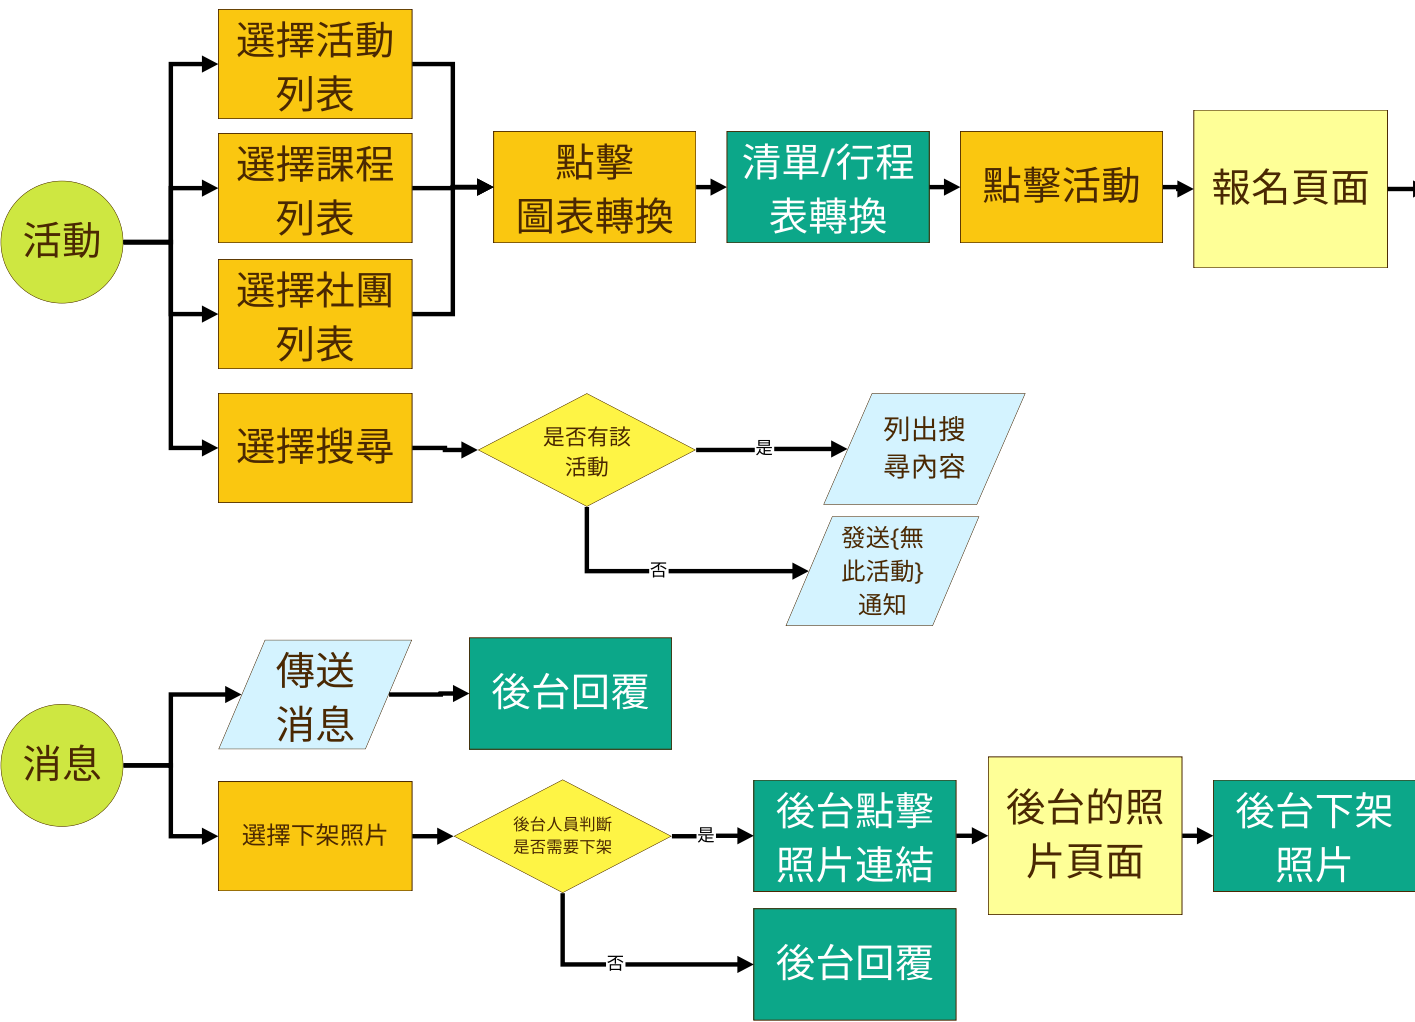 活動
選擇活動
列表
選擇課程
列表
選擇社團
列表
選擇搜尋
點擊
圖表轉換
清單/行程
表轉換
點擊活動
報名頁面
是否有該
活動
是
列出搜
尋內容
否
發送{無
此活動}
通知
消息
傳送
消息
後台回覆
選擇下架照片
後台人員判斷
是否需要下架
是
後台點擊
照片連結
後台的照
片頁面
後台下架
照片
否
後台回覆